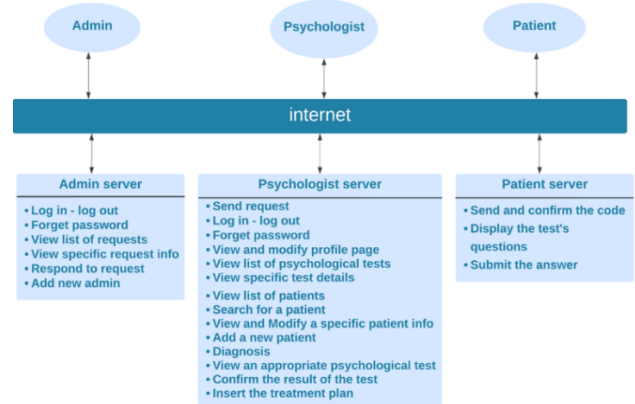 Admin
Psychologist
Patient
internet
Admin server
• Log in - log out
• Forget password
• View list of requests
• View specific request info
• Respond to request
• Add new admin
Psychologist server
• Send request
• Log in - log out
• Forget password
• View and modify profile page
• View list of psychological tests
• View specific test details
• View list of patients
• Search for a patient
• View and Modify a specific patient info
• Add a new patient
• Diagnosis
• View an appropriate psychological test
• Confirm the result of the test
• Insert the treatment plan
Patient server
• Send and confirm the code
• Display the test's
questions
• Submit the answer